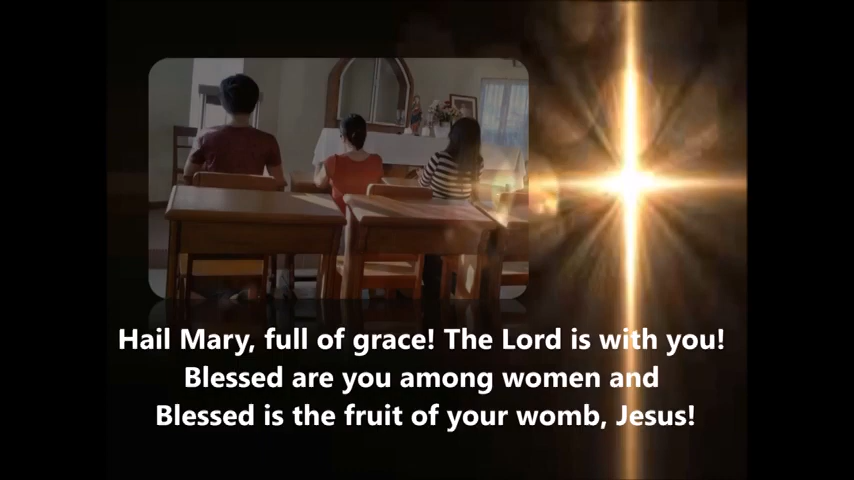 Hail Mary, full of grace! The Lord is with you!
Blessed are you among women and
Blessed is the fruit of your womb, Jesus!